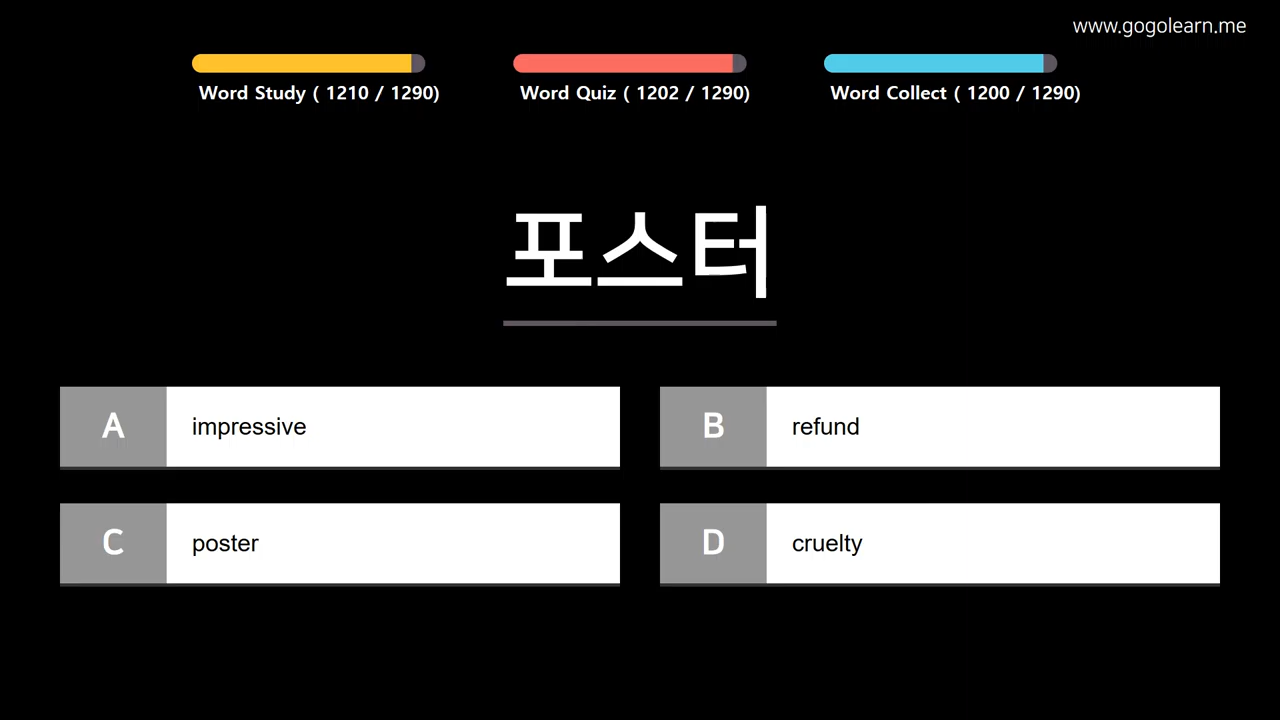 www.gogolearn.me
Word Study ( 1210 / 1290)
Word Quiz ( 1202 / 1290)
Word Collect ( 1200 / 1290)
포스터
A impressive
B refund
C poster
D cruelty